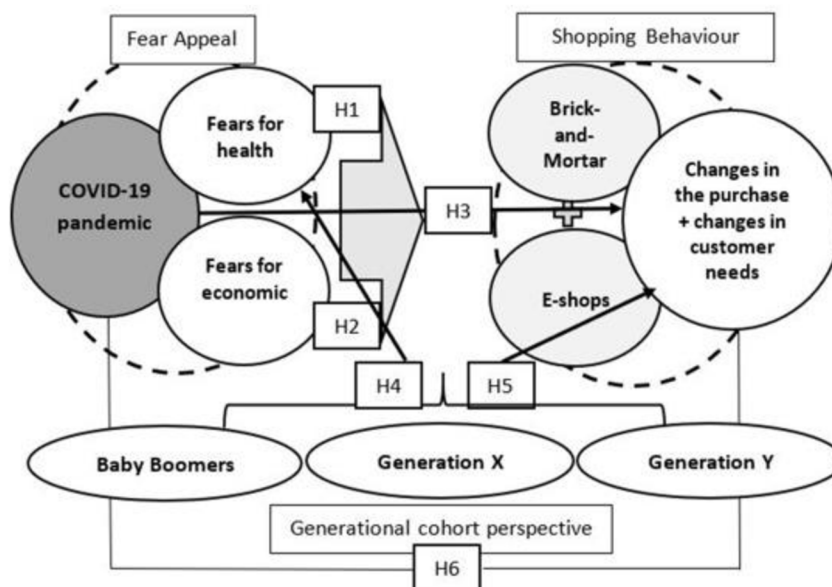 Fear Appeal
Shopping Behaviour
COVID-19
pandemic
Fears for
health
Fears for
economic
H1
H2
H3
Brick-
and-
Mortar
E-shops
Changes in
the purchase
+ changes in
customer
needs
H4
H5
Baby Boomers
Generation X
Generation Y
Generational cohort perspective
H6